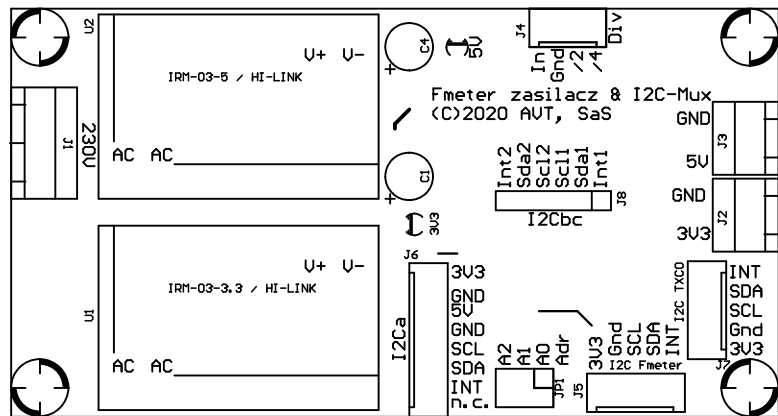 U2
V+ V-
IRM-03-5 / HI-LINK
AC AC
C4
5V
J4
In
Gnd
/2
/4
Div
Fmeter zasilacz & I2C-Mux
(C)2020 AVT, SaS
GND
5V
J3
J1
230V
C1
Int2
Sda2
Scl2
Scl1
Sda1
Int1
J8
I2Cbc
GND
3V3
J2
3V3
U1
V+ V-
IRM-03-3.3 / HI-LINK
AC AC
J6
I2Ca
3V3
GND
5V
GND
SCL
SDA
INT
n.c.
A2
A1
A0
Adr
JP1
3V3
Gnd
SCL
SDA
INT
I2C Fmeter
J5
I2C TXCO
INT
SDA
SCL
Gnd
3V3
J7